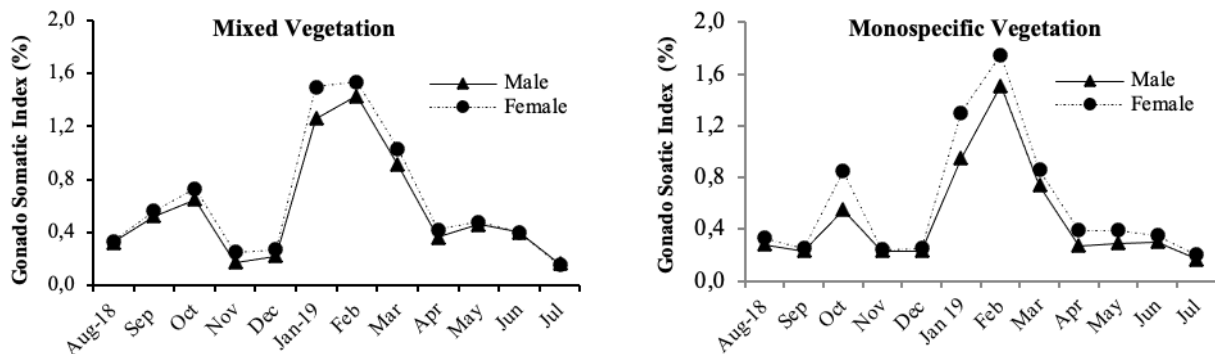 Mixed Vegetation
Gonado Somatic Index (%)
2,0
1,6
1,2
0,8
0,4
0,0
Male
Female
Aug-18
Sep
Oct
Nov
Dec
Jan-19
Feb
Mar
Apr
May
Jun
Jul
Monospecific Vegetation
Gonado Soatic Index (%)
2,0
1,6
1,2
0,8
0,4
0,0
Male
Female
Aug-18
Sep
Oct
Nov
Dec
Jan 19
Feb
Mar
Apr
May
Jun
Jul